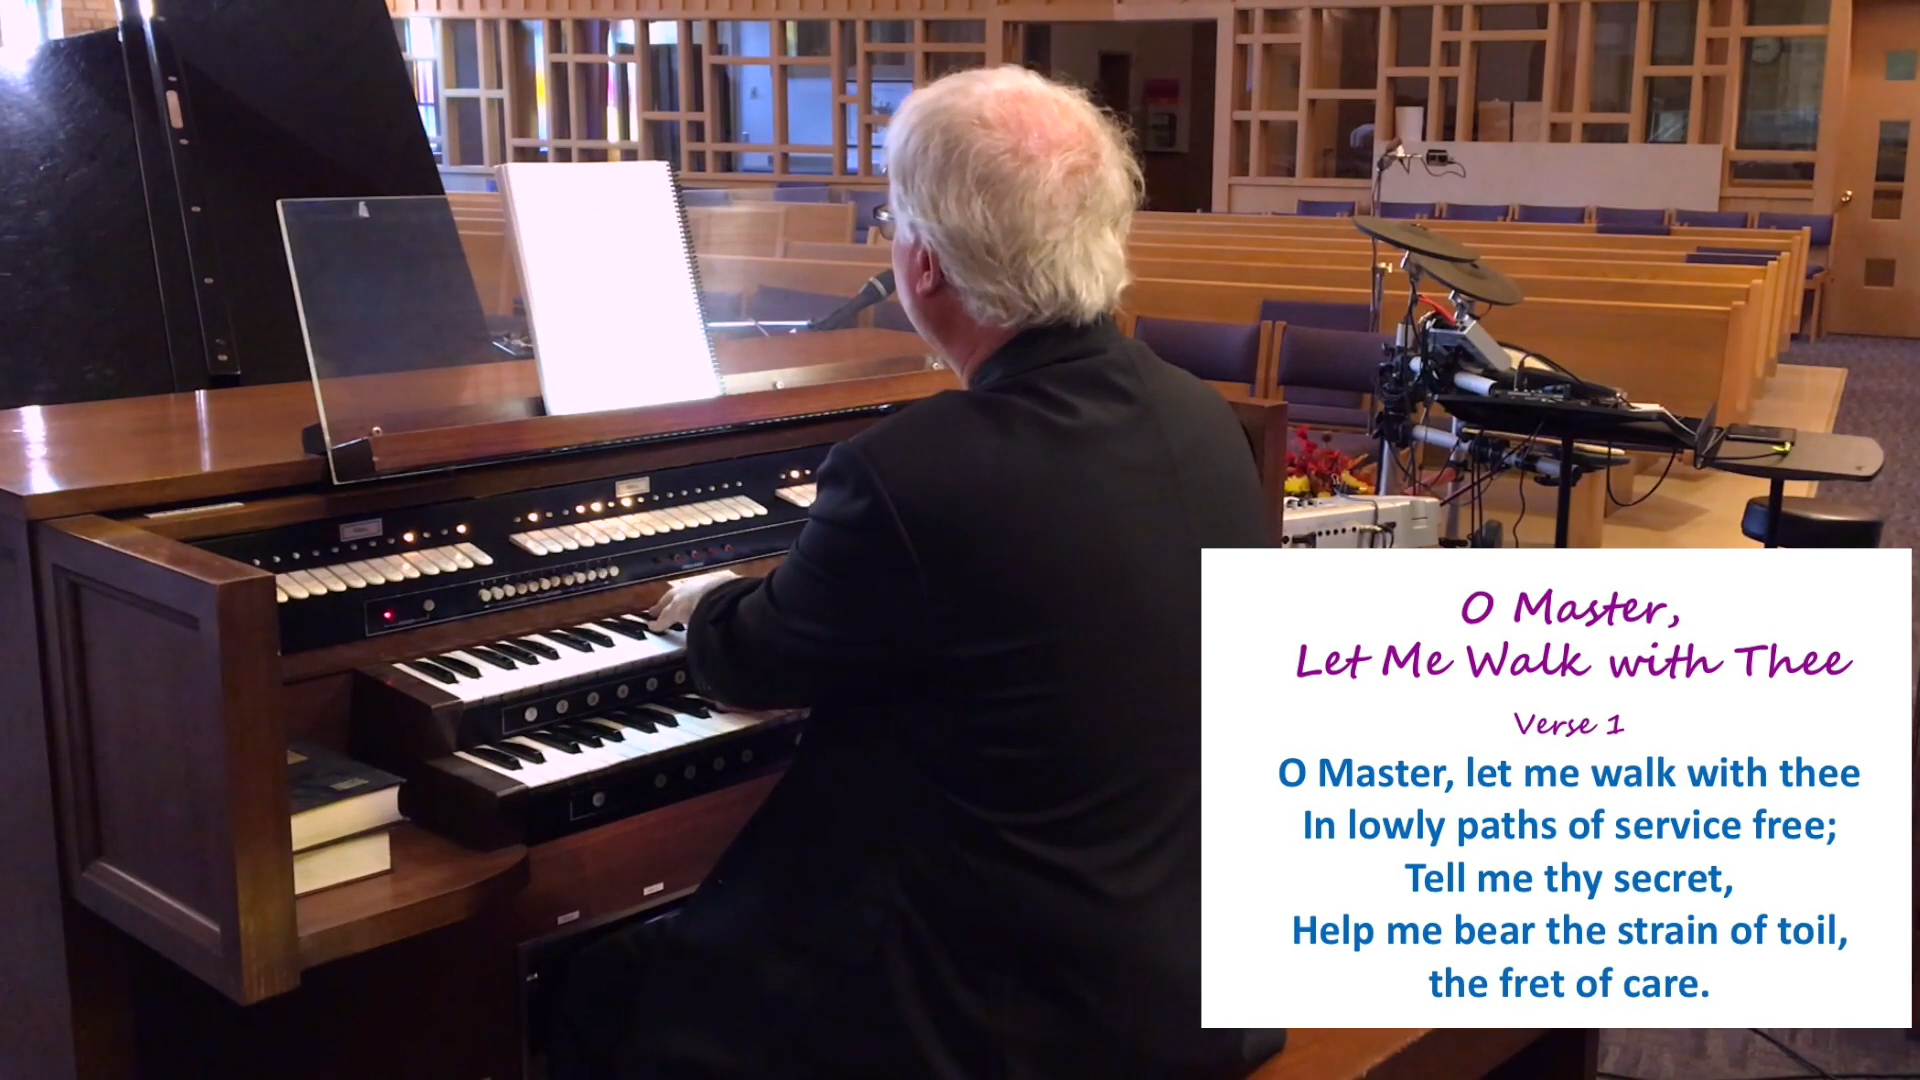 O Master,
Let Me Walk with Thee
Verse 1
O Master, let me walk with thee
In lowly paths of service free;
Tell me thy secret,
Help me bear the strain of toil,
the fret of care.